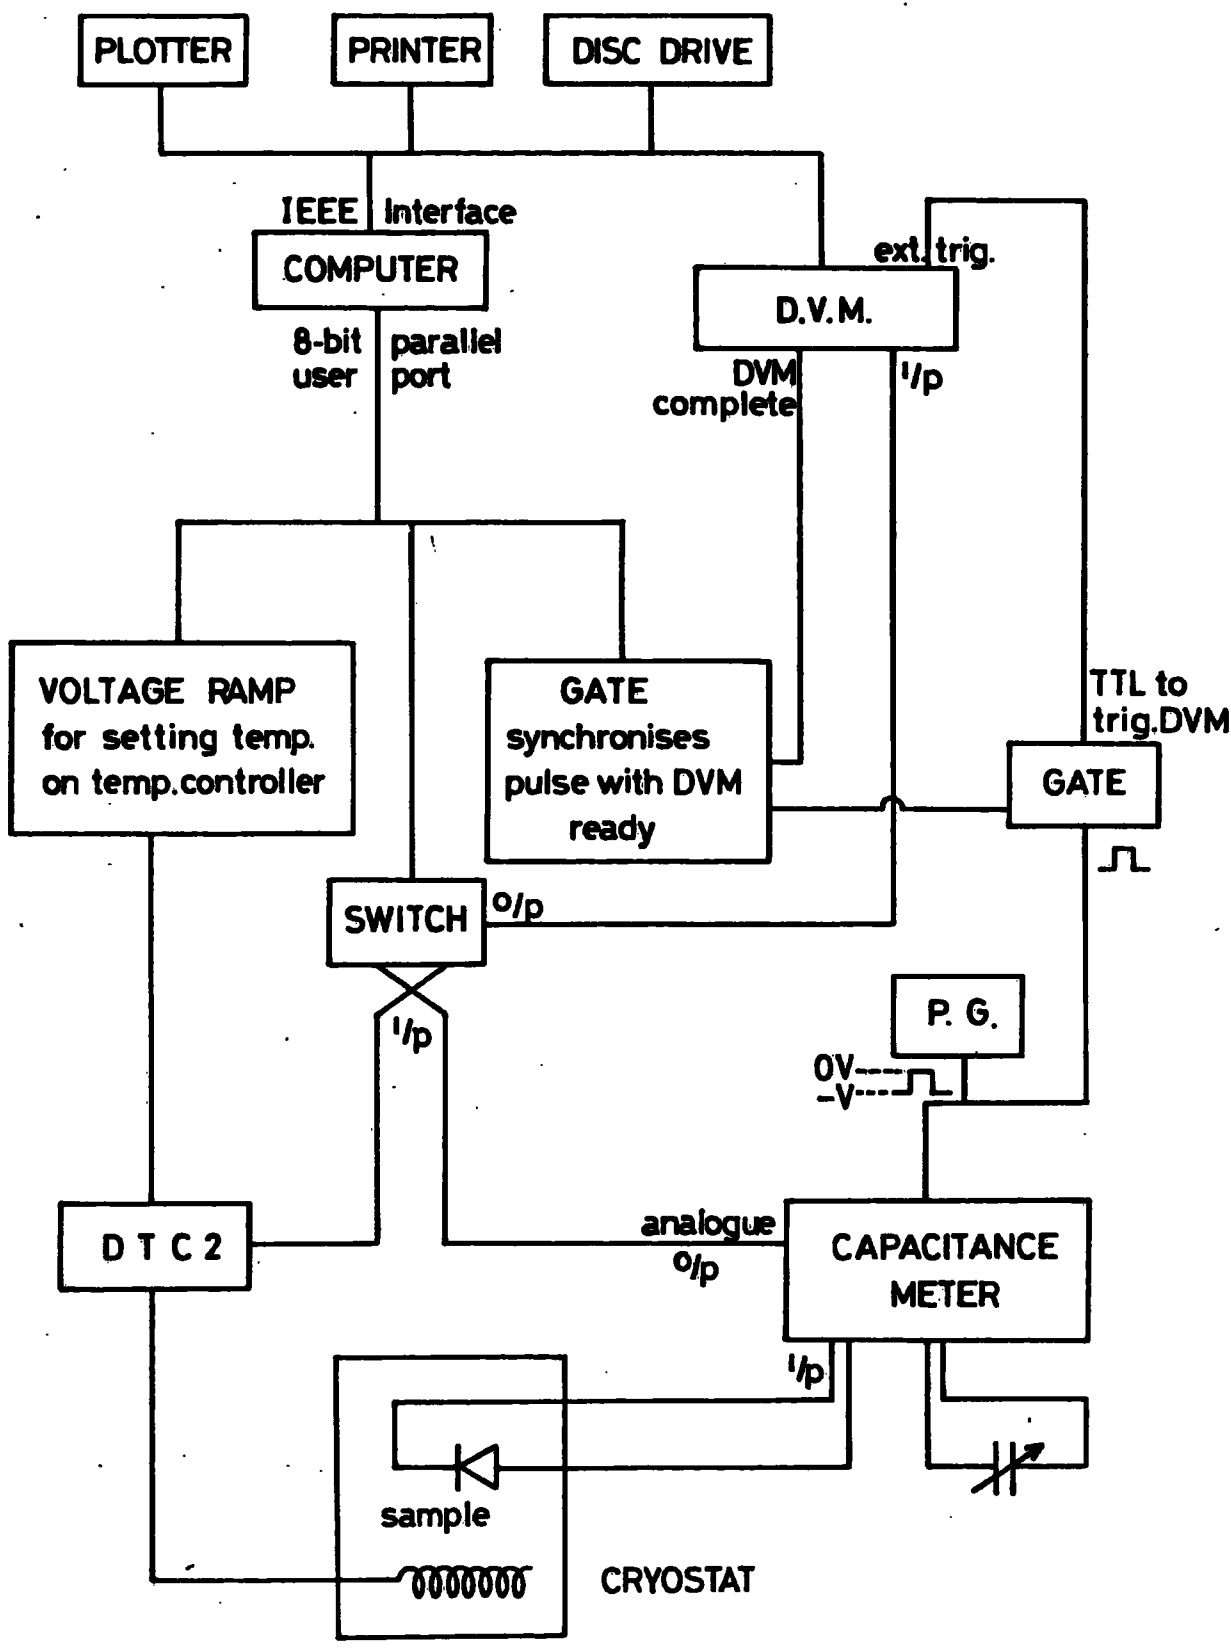 PLOTTER
PRINTER
DISC DRIVE
IEEE Interface
COMPUTER
ext. trig.
D.V.M.
8-bit parallel
user port
DVM
complete
I/p
VOLTAGE RAMP
for setting temp.
on temp.controller
GATE
synchronises
pulse with DVM
ready
TTL to
trig.DVM
GATE
SWITCH
O/p
I/p
P. G.
0V
-V
DTC2
analogue
O/p
CAPACITANCE
METER
I/p
sample
CRYOSTAT